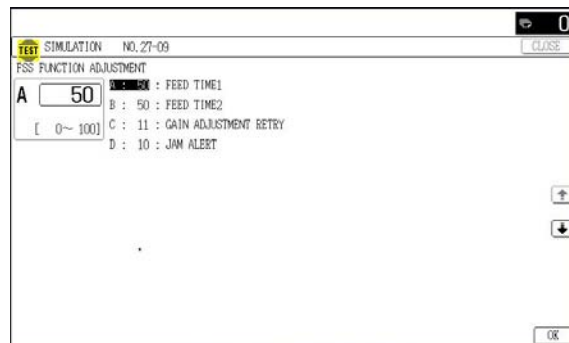 0
TEST SIMULATION NO. 27-09 CLOSE
FSS FUNCTION ADJUSTMENT
A 50
[ 0~ 100]
A : 50 : FEED TIME1
B : 50 : FEED TIME2
C : 11 : GAIN ADJUSTMENT RETRY
D : 10 : JAM ALERT
OK